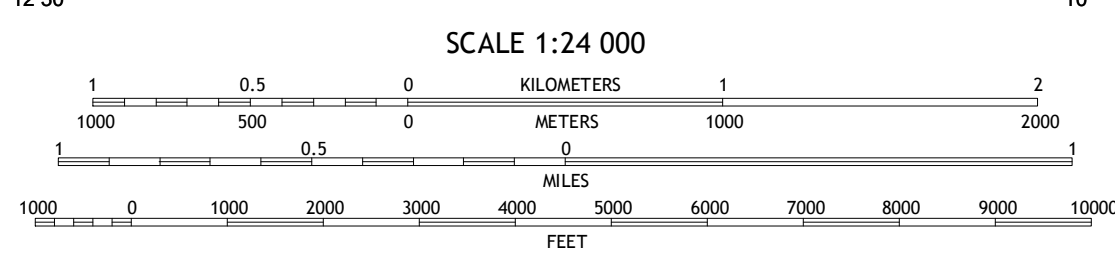 SCALE 1:24 000
1 0.5 0 KILOMETERS 1 2
1000 500 0 METERS 1000 2000
1 0.5 0 1
MILES
1000 0 1000 2000 3000 4000 5000 6000 7000 8000 9000 10000
FEET